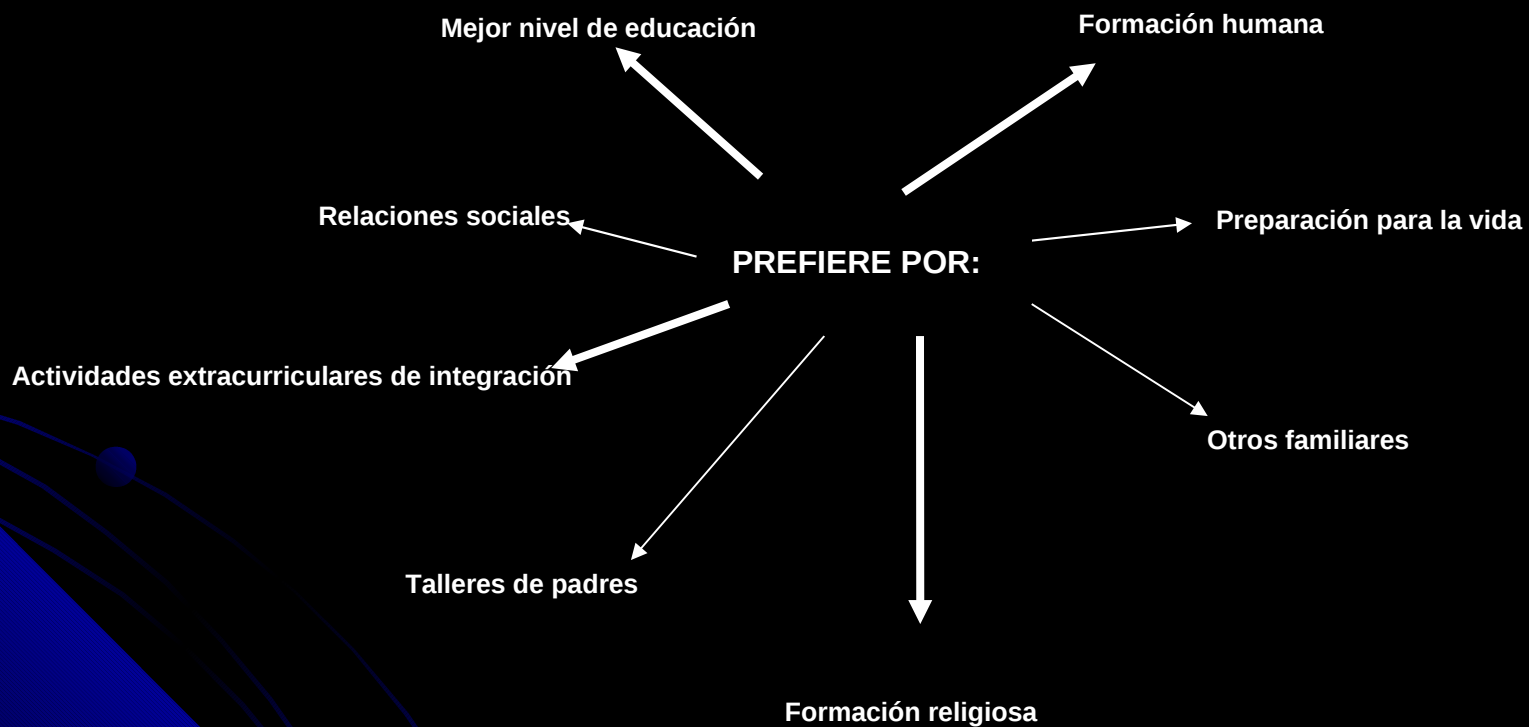 Mejor nivel de educación
Formación humana
Relaciones sociales
Preparación para la vida
PREFIERE POR:
Actividades extracurriculares de integración
Otros familiares
Talleres de padres
Formación religiosa